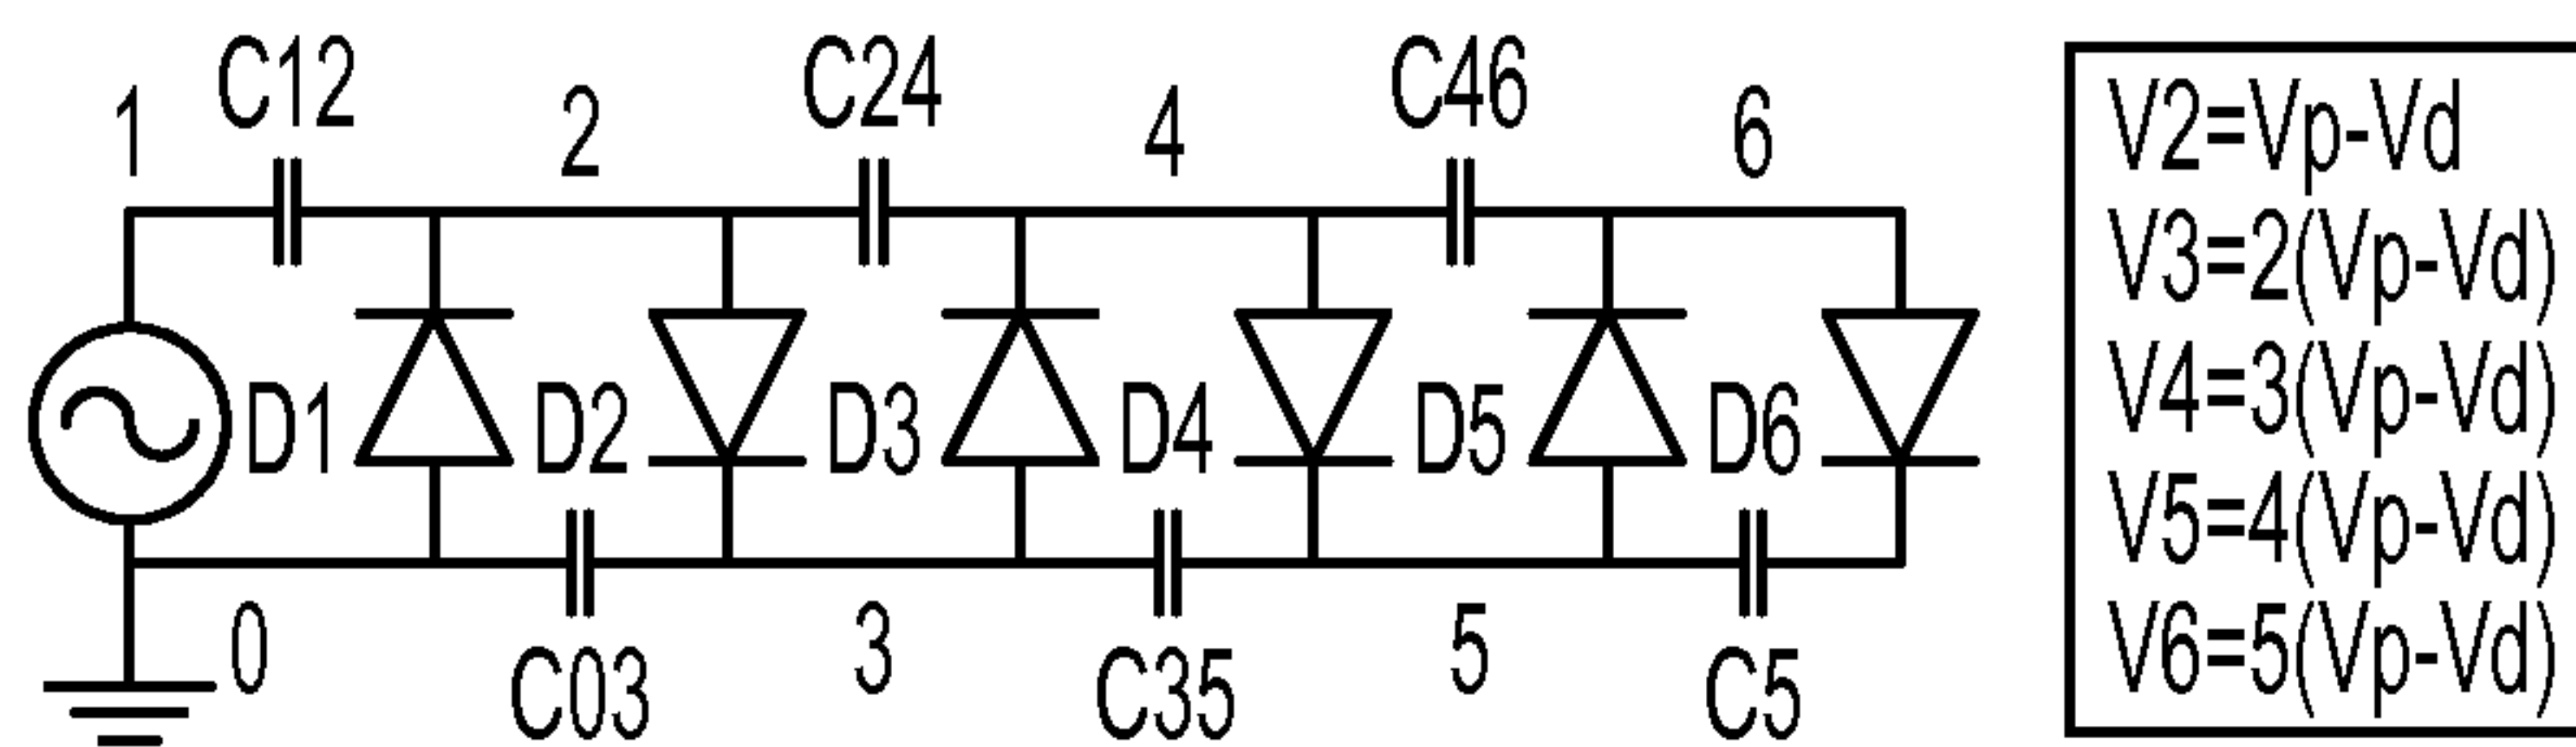 C12
C24
C46
1
2
4
6
D1
D2
D3
D4
D5
D6
0
3
5
C03
C35
C5
V2=Vp-Vd
V3=2(Vp-Vd)
V4=3(Vp-Vd)
V5=4(Vp-Vd)
V6=5(Vp-Vd)